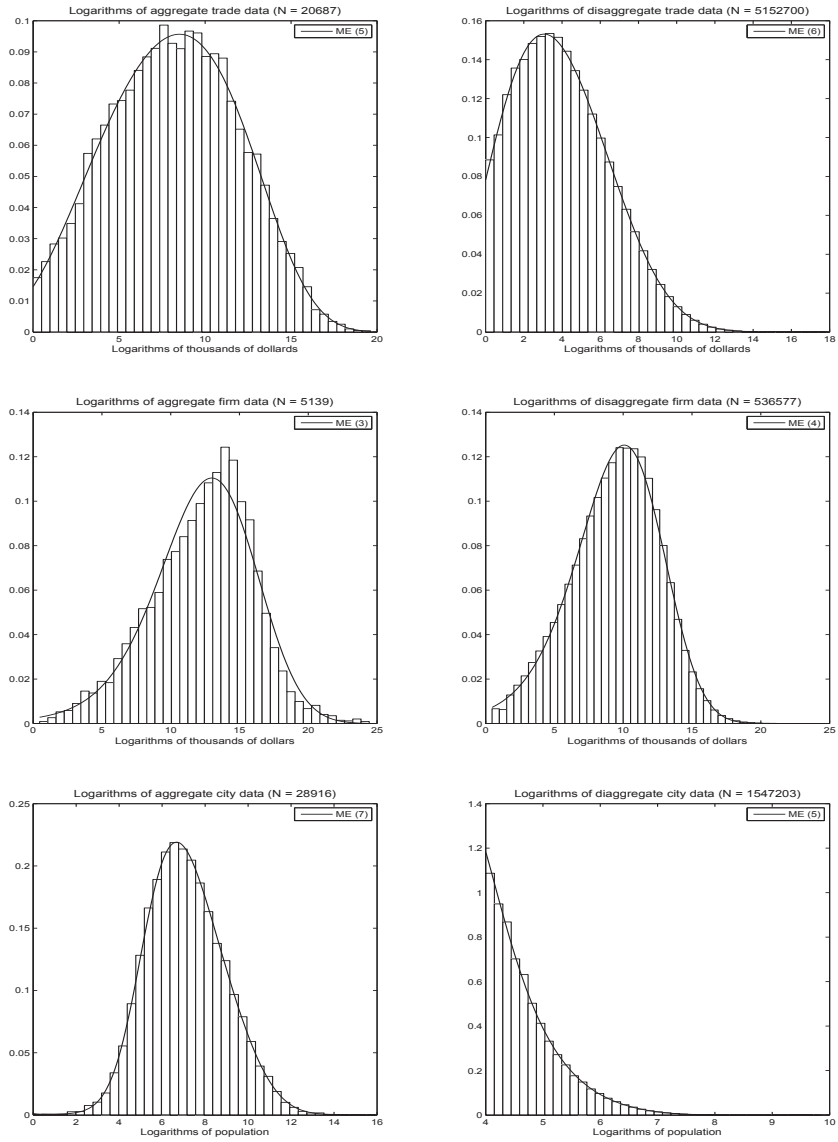 Logarithms of aggregate trade data (N = 20687)
ME (5)
0.1
0.09
0.08
0.07
0.06
0.05
0.04
0.03
0.02
0.01
0
0 5 10 15 20
Logarithms of thousands of dollards
Logarithms of disaggregate trade data (N = 5152700)
ME (6)
0.16
0.14
0.12
0.1
0.08
0.06
0.04
0.02
0
0 2 4 6 8 10 12 14 16 18
Logarithms of thousands of dollards
Logarithms of aggregate firm data (N = 5139)
ME (3)
0.14
0.12
0.1
0.08
0.06
0.04
0.02
0
0 5 10 15 20 25
Logarithms of thousands of dollars
Logarithms of disaggregate firm data (N = 536577)
ME (4)
0.14
0.12
0.1
0.08
0.06
0.04
0.02
0
0 5 10 15 20 25
Logarithms of thousands of dollars
Logarithms of aggregate city data (N = 28916)
ME (7)
0.25
0.2
0.15
0.1
0.05
0
0 2 4 6 8 10 12 14 16
Logarithms of population
Logarithms of diaggregate city data (N = 1547203)
ME (5)
1.4
1.2
1
0.8
0.6
0.4
0.2
0
4 5 6 7 8 9 10
Logarithms of population